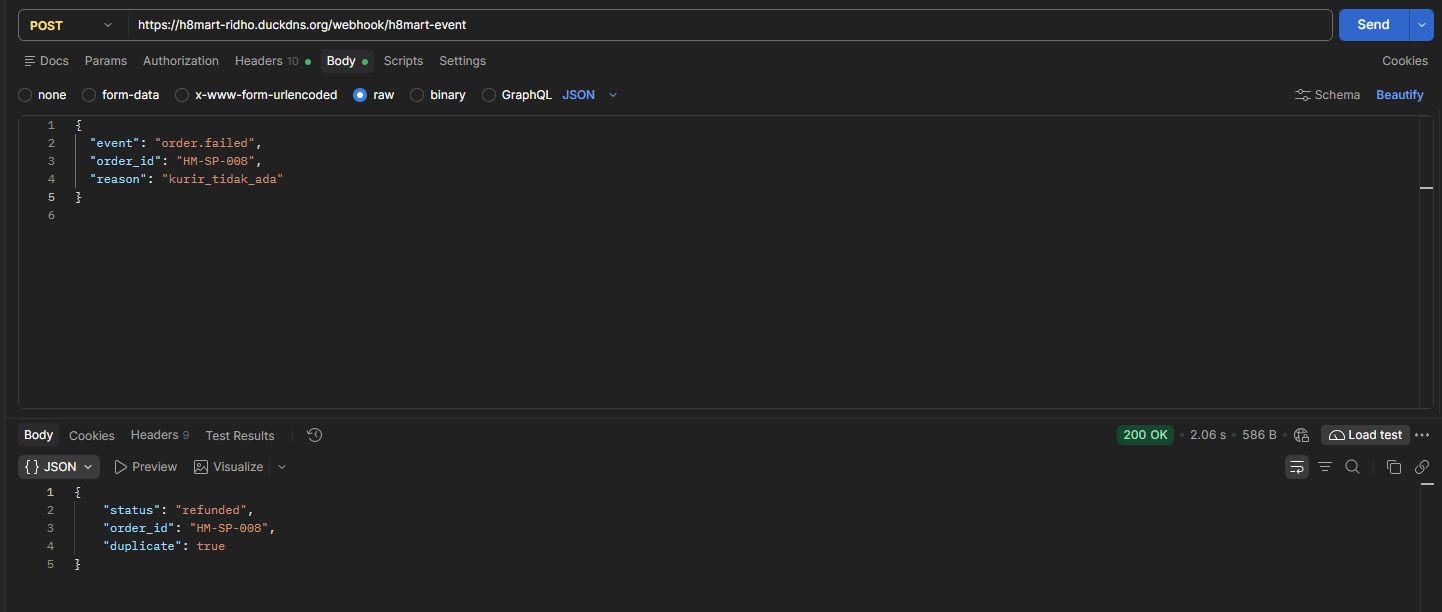 POST https://h8mart-ridho.duckdns.org/webhook/h8mart-event Send
Docs Params Authorization Headers 10 Body Scripts Settings Cookies
none form-data x-www-form-urlencoded raw binary GraphQL JSON Schema Beautify
1 {
2 "event": "order.failed",
3 "order_id": "HM-SP-008",
4 "reason": "kurir_tidak_ada"
5 }
6
Body Cookies Headers 9 Test Results 200 OK • 2.06 s • 586 B • Load test
{} JSON Preview Visualize
1 {
2 "status": "refunded",
3 "order_id": "HM-SP-008",
4 "duplicate": true
5 }